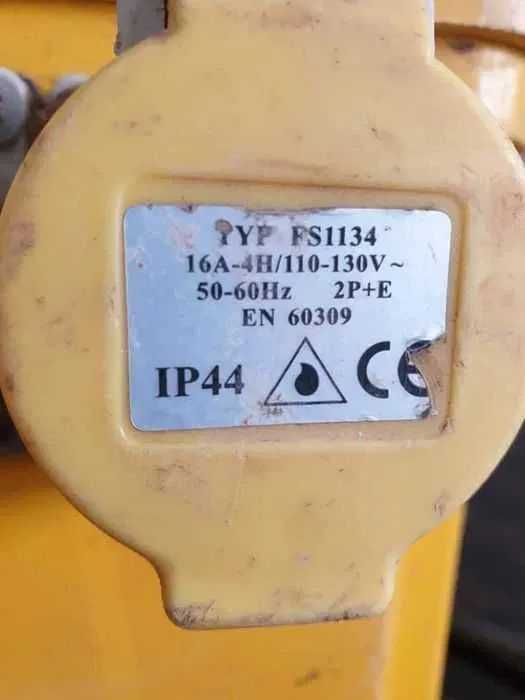 TYP FS1134
16A-4H/110-130V~
50-60Hz 2P+E
EN 60309
IP44 CE